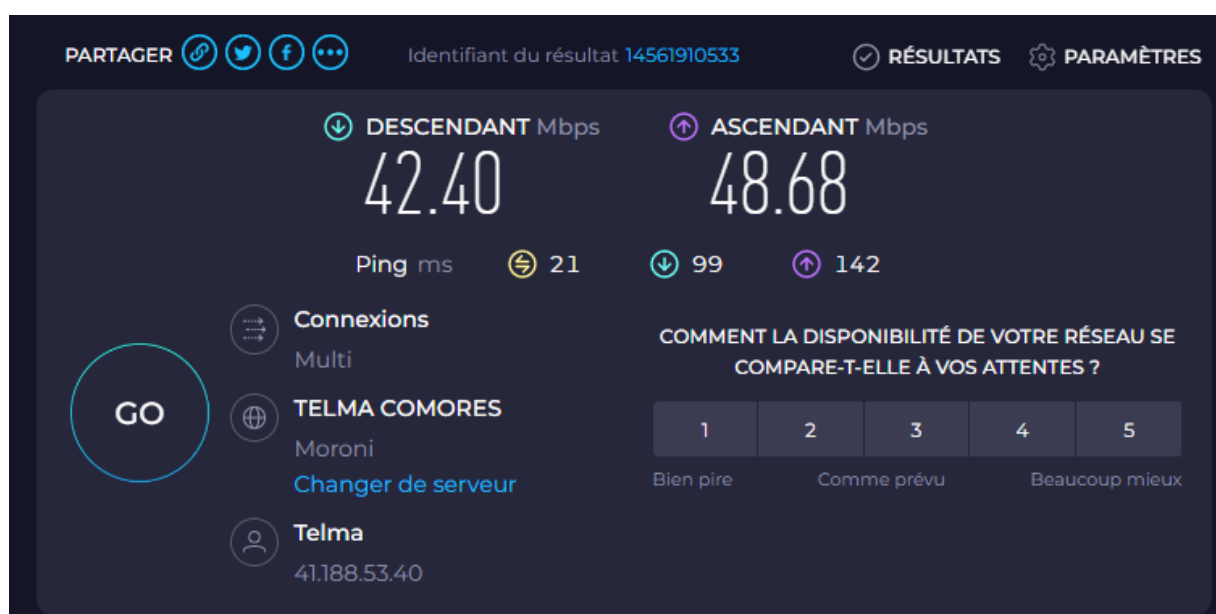 PARTAGER Identifiant du résultat 14561910533 RÉSULTATS PARAMÈTRES
DESCENDANT Mbps ASCENDANT Mbps
42.40 48.68
Ping ms 21 99 142
Connexions
Multi
TELMA COMORES
Moroni
Changer de serveur
Telma
41.188.53.40
GO
COMMENT LA DISPONIBILITÉ DE VOTRE RÉSEAU SE
COMPARE-T-ELLE À VOS ATTENTES ?
1 2 3 4 5
Bien pire Comme prévu Beaucoup mieux